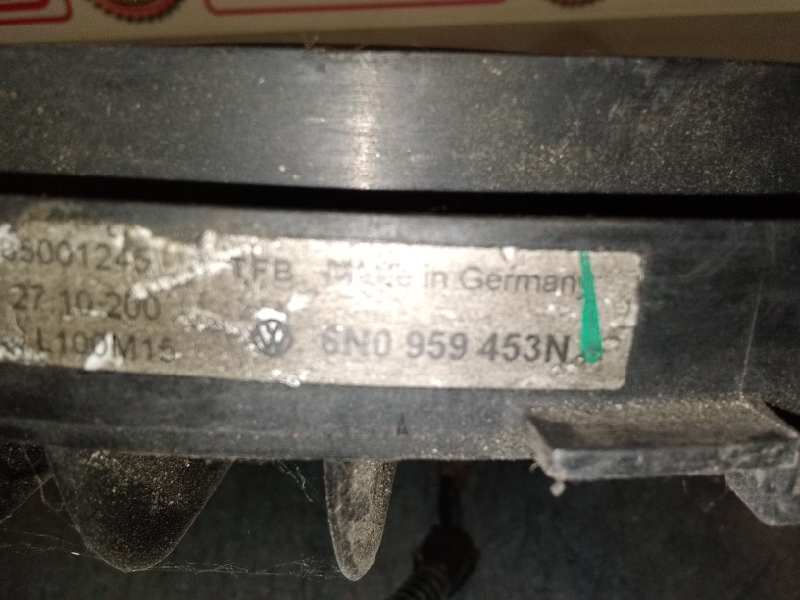 TFB Made in Germany
27.10.200
L100M15
6N0 959 453N